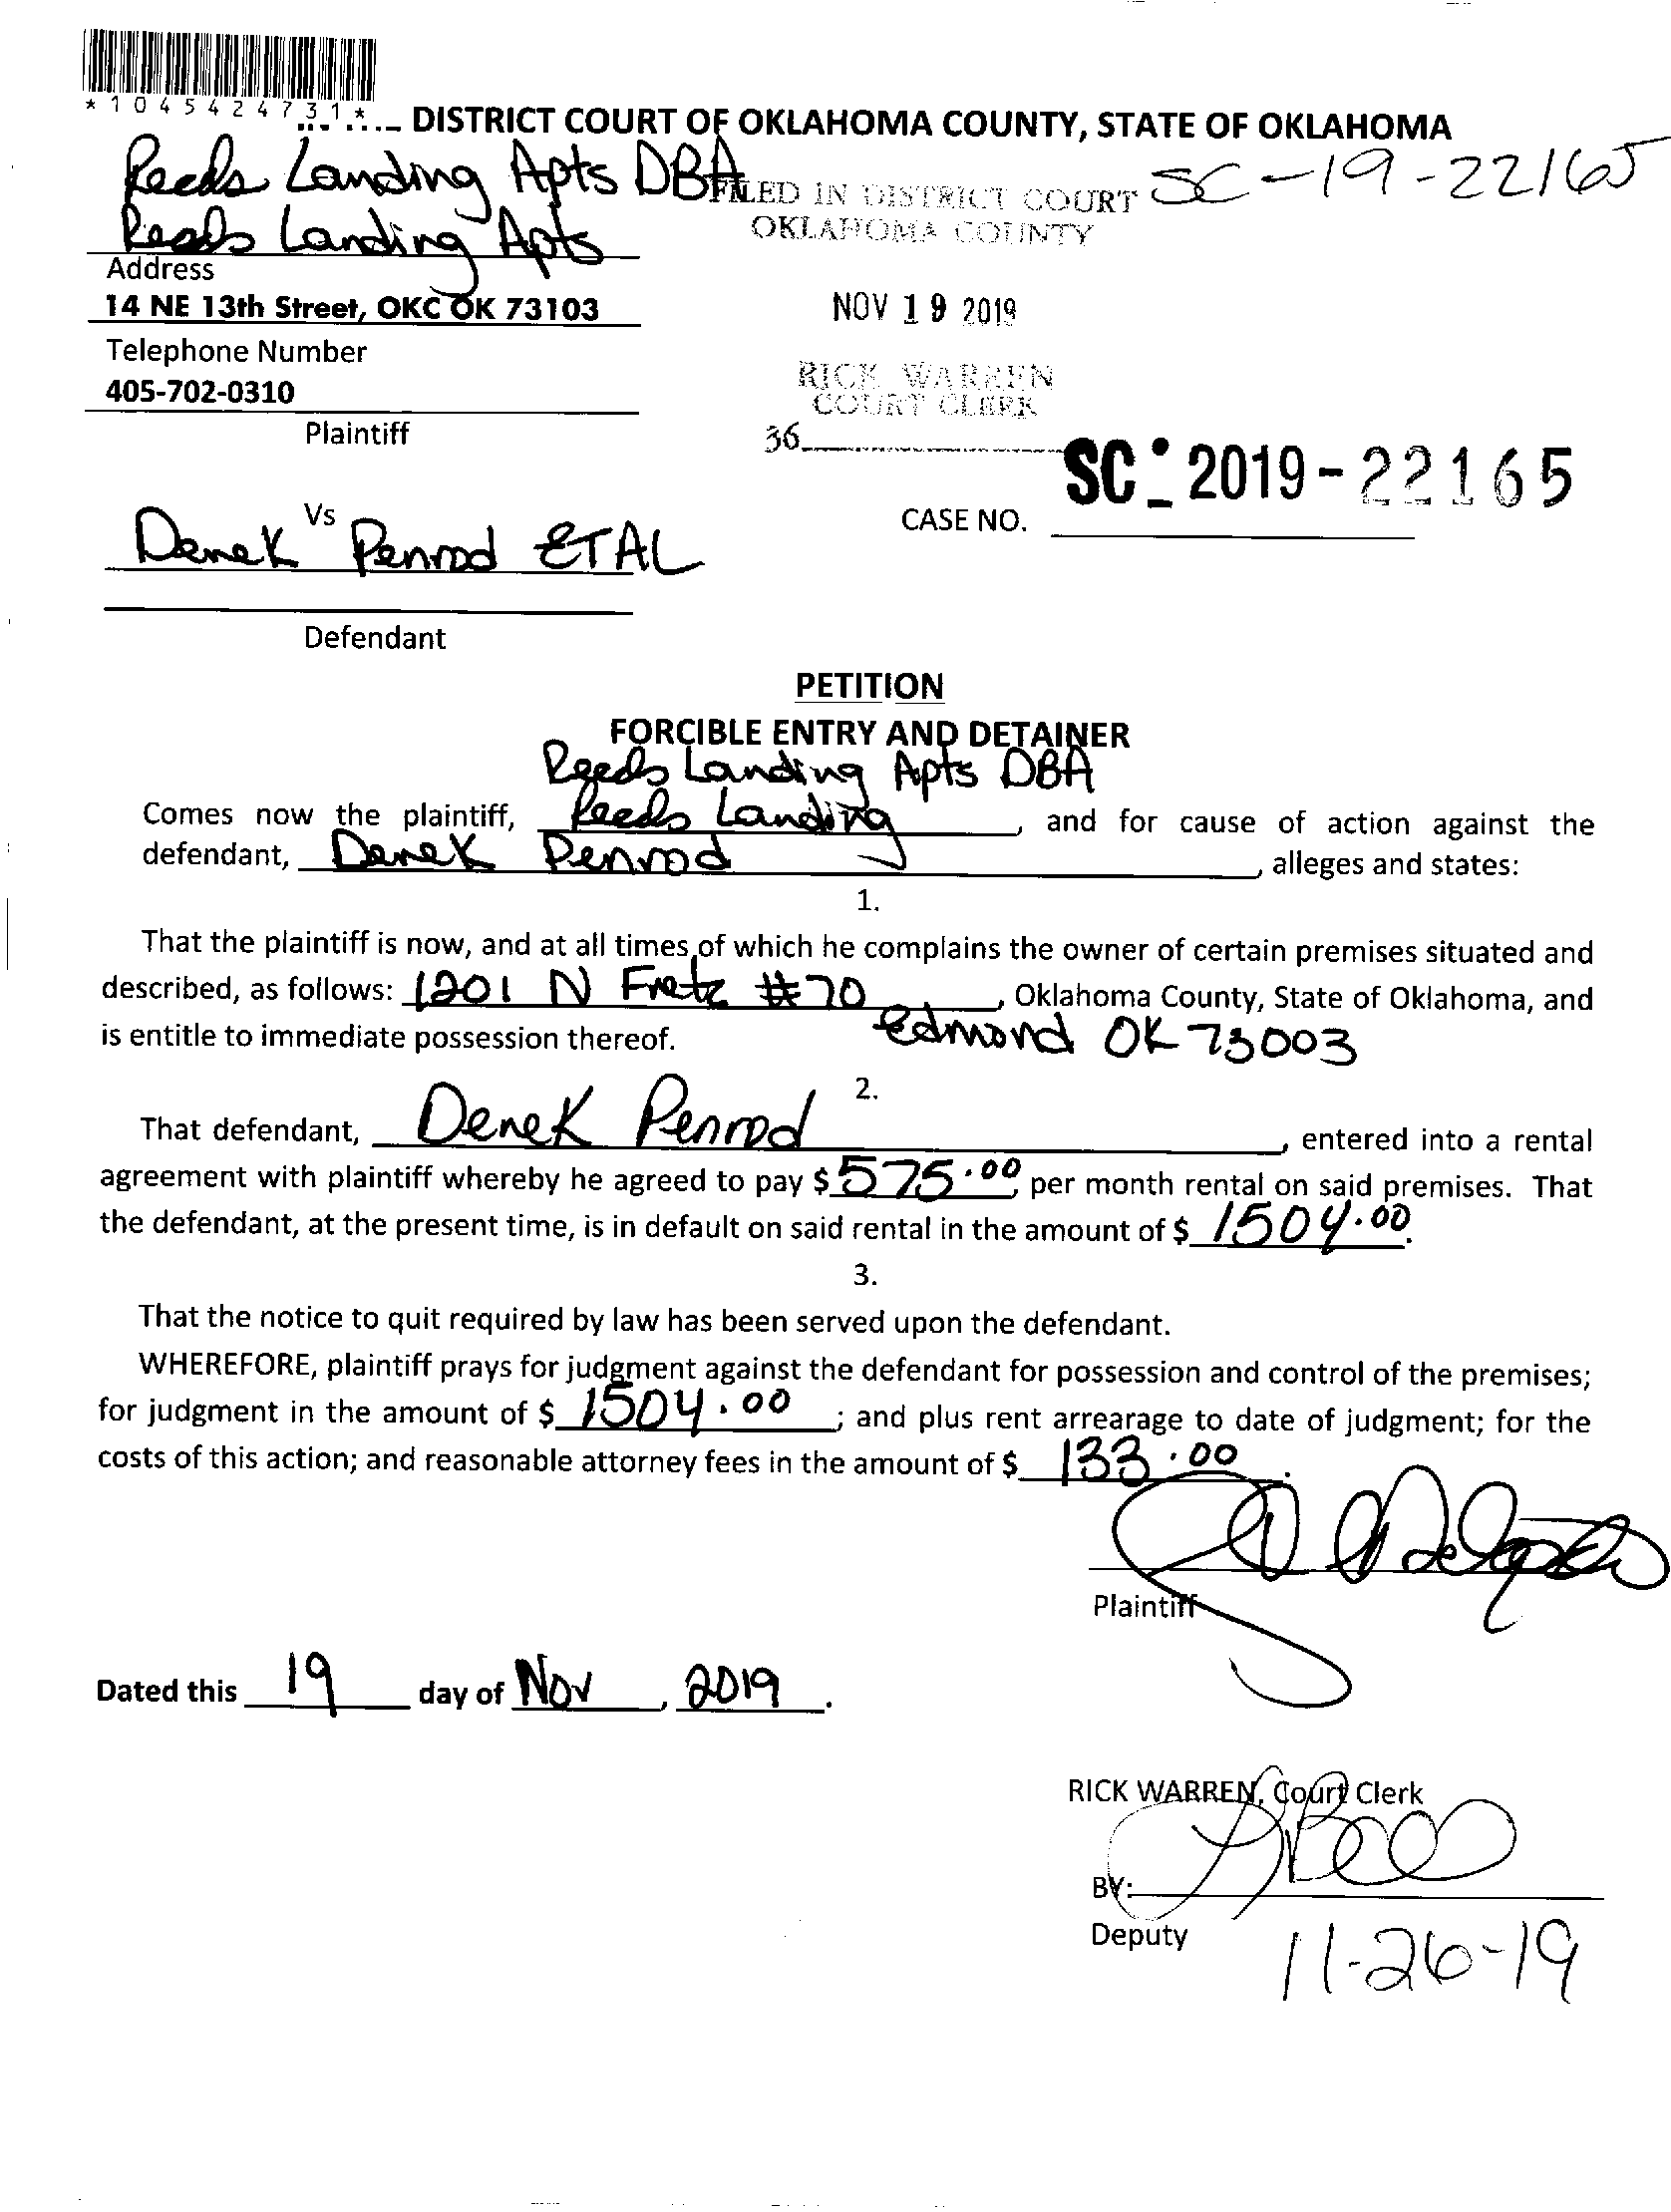 *1045424731*
DISTRICT COURT OF OKLAHOMA COUNTY, STATE OF OKLAHOMA
Reeds Landing Apts DBA
FILED IN DISTRICT COURT
OKLAHOMA COUNTY
SC-19-22165
Reeds Landing Apts
Address
14 NE 13th Street, OKC OK 73103
NOV 19 2019
Telephone Number
405-702-0310
RICK WARREN
COURT CLERK
Plaintiff
36
SC-2019-22165
CASE NO.
Vs
Derek Penrod ETAL
Defendant
PETITION
FORCIBLE ENTRY AND DETAINER
Reeds Landing Apts DBA
Comes now the plaintiff, Reeds Landing, and for cause of action against the
defendant, Derek Penrod, alleges and states:
1.
That the plaintiff is now, and at all times of which he complains the owner of certain premises situated and
described, as follows: 1201 N Fretz #70, Oklahoma County, State of Oklahoma, and
is entitle to immediate possession thereof. Edmond OK 73003
2.
That defendant, Derek Penrod, entered into a rental
agreement with plaintiff whereby he agreed to pay $575.00 per month rental on said premises. That
the defendant, at the present time, is in default on said rental in the amount of $1504.00.
3.
That the notice to quit required by law has been served upon the defendant.
WHEREFORE, plaintiff prays for judgment against the defendant for possession and control of the premises;
for judgment in the amount of $1504.00; and plus rent arrearage to date of judgment; for the
costs of this action; and reasonable attorney fees in the amount of $133.00.
Plaintiff
Dated this 19 day of Nov, 2019.
RICK WARREN, Court Clerk
BY:
Deputy
11-26-19